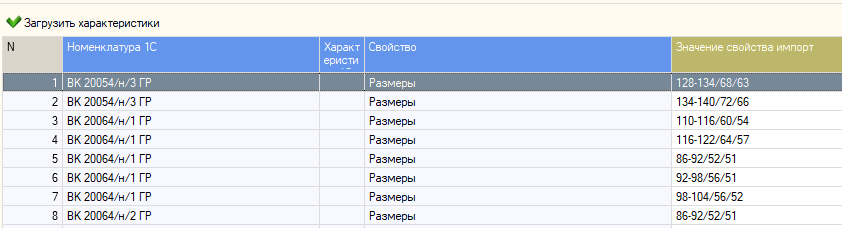 Загрузить характеристики
N Номенклатура 1С Характ Свойство Значение свойства импорт
еристи
1 ВК 20054/н/3 ГР Размеры 128-134/68/63
2 ВК 20054/н/3 ГР Размеры 134-140/72/66
3 ВК 20064/н/1 ГР Размеры 110-116/60/54
4 ВК 20064/н/1 ГР Размеры 116-122/64/57
5 ВК 20064/н/1 ГР Размеры 86-92/52/51
6 ВК 20064/н/1 ГР Размеры 92-98/56/51
7 ВК 20064/н/1 ГР Размеры 98-104/56/52
8 ВК 20064/н/2 ГР Размеры 86-92/52/51